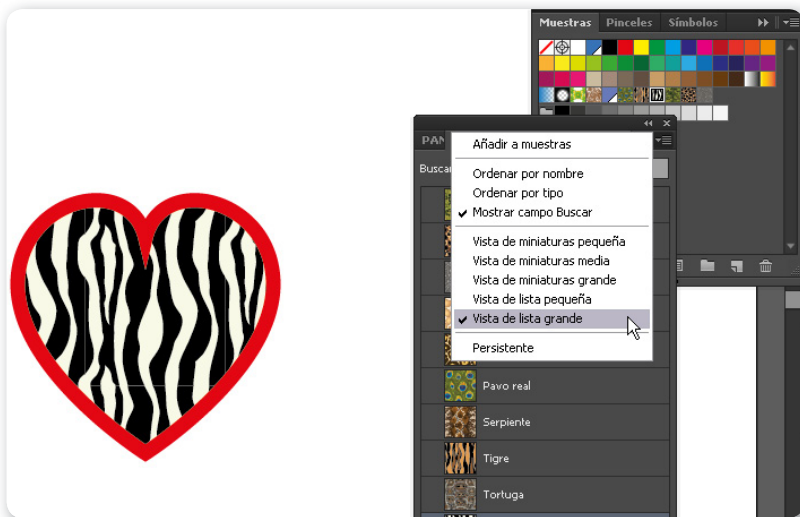 Muestras Pinceles Símbolos
PAN
Buscar
Añadir a muestras
Ordenar por nombre
Ordenar por tipo
Mostrar campo Buscar
Vista de miniaturas pequeña
Vista de miniaturas media
Vista de miniaturas grande
Vista de lista pequeña
Vista de lista grande
Persistente
Pavo real
Serpiente
Tigre
Tortuga